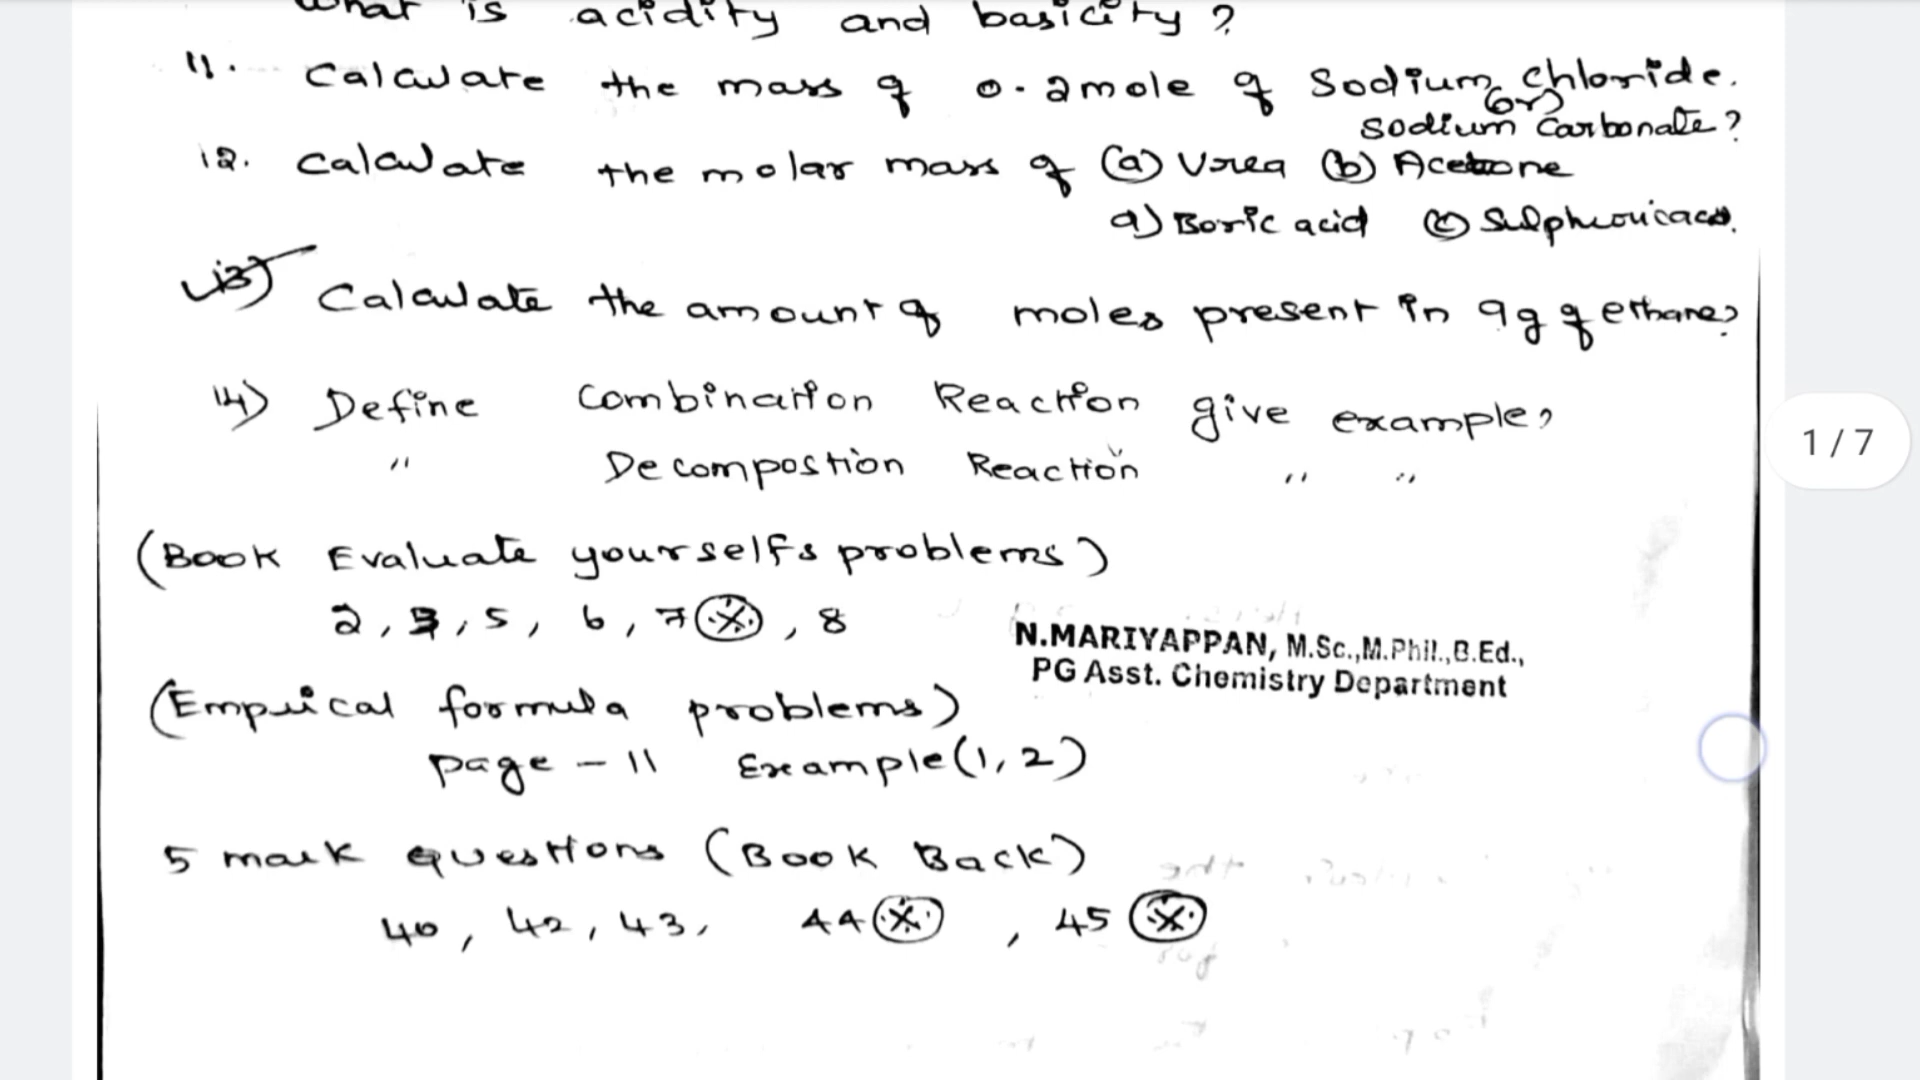 What is acidity and basicity?
11. Calculate the mass of 0.2mole of Sodium Chloride.
(or)
Sodium Carbonate?
12. Calculate the molar mass of (a) Urea (b) Acetone
a) Boric acid (c) Sulphuricacid.
13) Calculate the amount of moles present in 9g of ethane?
14) Define Combination Reaction give example?
" Decompostion Reaction " "
(Book Evaluate yourselfs problems)
2, 3, 5, 6, 7 , 8
N.MARIYAPPAN, M.Sc.,M.Phil.,B.Ed.,
PG Asst. Chemistry Department
(Empirical formula problems)
page - 11 Example (1, 2)
5 mark questions (Book Back)
40, 42, 43, 44 , 45
1 / 7